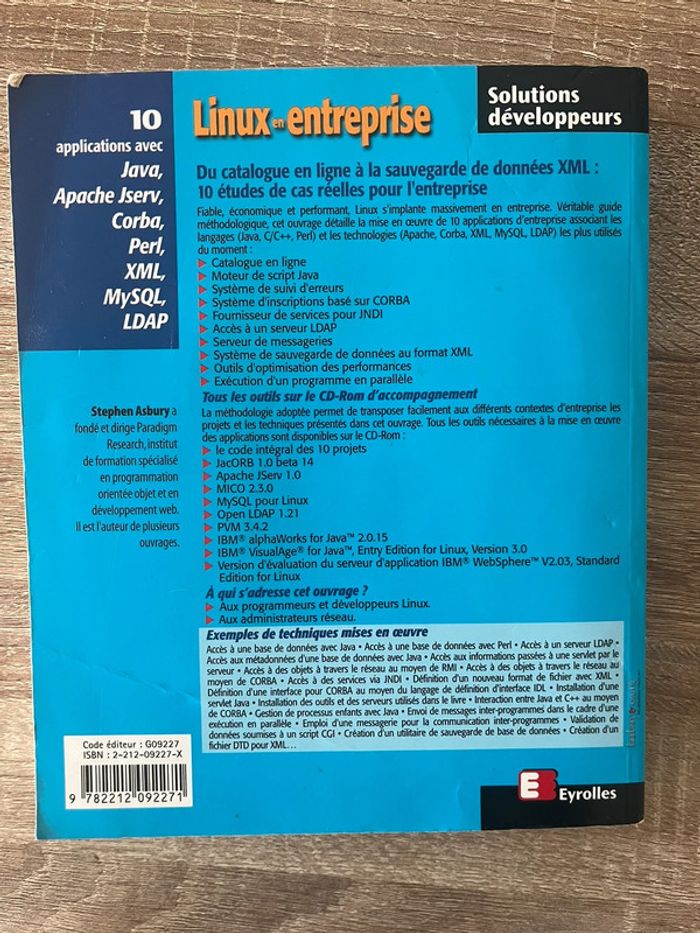 10
applications avec
Java,
Apache Jserv,
Corba,
Perl,
XML,
MySQL,
LDAP
Stephen Asbury a
fondé et dirige Paradigm
Research, institut
de formation spécialisé
en programmation
orientée objet et en
développement web.
Il est l'auteur de plusieurs
ouvrages.
Linux en entreprise
Solutions
développeurs
Du catalogue en ligne à la sauvegarde de données XML :
10 études de cas réelles pour l'entreprise
Fiable, économique et performant, Linux s'implante massivement en entreprise. Véritable guide
méthodologique, cet ouvrage détaille la mise en œuvre de 10 applications d'entreprise associant les
langages (Java, C/C++, Perl) et les technologies (Apache, Corba, XML, MySQL, LDAP) les plus utilisés
du moment :
Catalogue en ligne
Moteur de script Java
Système de suivi d'erreurs
Système d'inscriptions basé sur CORBA
Fournisseur de services pour JNDI
Accès à un serveur LDAP
Serveur de messageries
Système de sauvegarde de données au format XML
Outils d'optimisation des performances
Exécution d'un programme en parallèle
Tous les outils sur le CD-Rom d'accompagnement
La méthodologie adoptée permet de transposer facilement aux différents contextes d'entreprise les
projets et les techniques présentés dans cet ouvrage. Tous les outils nécessaires à la mise en œuvre
des applications sont disponibles sur le CD-Rom :
le code intégral des 10 projets
JacORB 1.0 beta 14
Apache JServ 1.0
MICO 2.3.0
MySQL pour Linux
Open LDAP 1.21
PVM 3.4.2
IBM® alphaWorks for Java™ 2.0.15
IBM® VisualAge® for Java™, Entry Edition for Linux, Version 3.0
Version d'évaluation du serveur d'application IBM® WebSphere™ V2.03, Standard
Edition for Linux
À qui s'adresse cet ouvrage ?
Aux programmeurs et développeurs Linux.
Aux administrateurs réseau.
Exemples de techniques mises en œuvre
Accès à une base de données avec Java • Accès à une base de données avec Perl • Accès à un serveur LDAP •
Accès aux métadonnées d'une base de données avec Java • Accès aux informations passées à une servlet par le
serveur • Accès à des objets à travers le réseau au moyen de RMI • Accès à des objets à travers le réseau au
moyen de CORBA • Accès à des services via JNDI • Définition d'un nouveau format de fichier avec XML •
Définition d'une interface pour CORBA au moyen du langage de définition d'interface IDL • Installation d'une
servlet Java • Installation des outils et des serveurs utilisés dans le livre • Interaction entre Java et C++ au moyen
de CORBA • Gestion de processus enfants avec Java • Envoi de messages inter-programmes dans le cadre d'une
exécution en parallèle • Emploi d'une messagerie pour la communication inter-programmes • Validation de
données soumises à un script CGI • Création d'un utilitaire de sauvegarde de base de données • Création d'un
fichier DTD pour XML…
Code éditeur : G09227
ISBN : 2-212-09227-X
9 782212 092271
Eyrolles